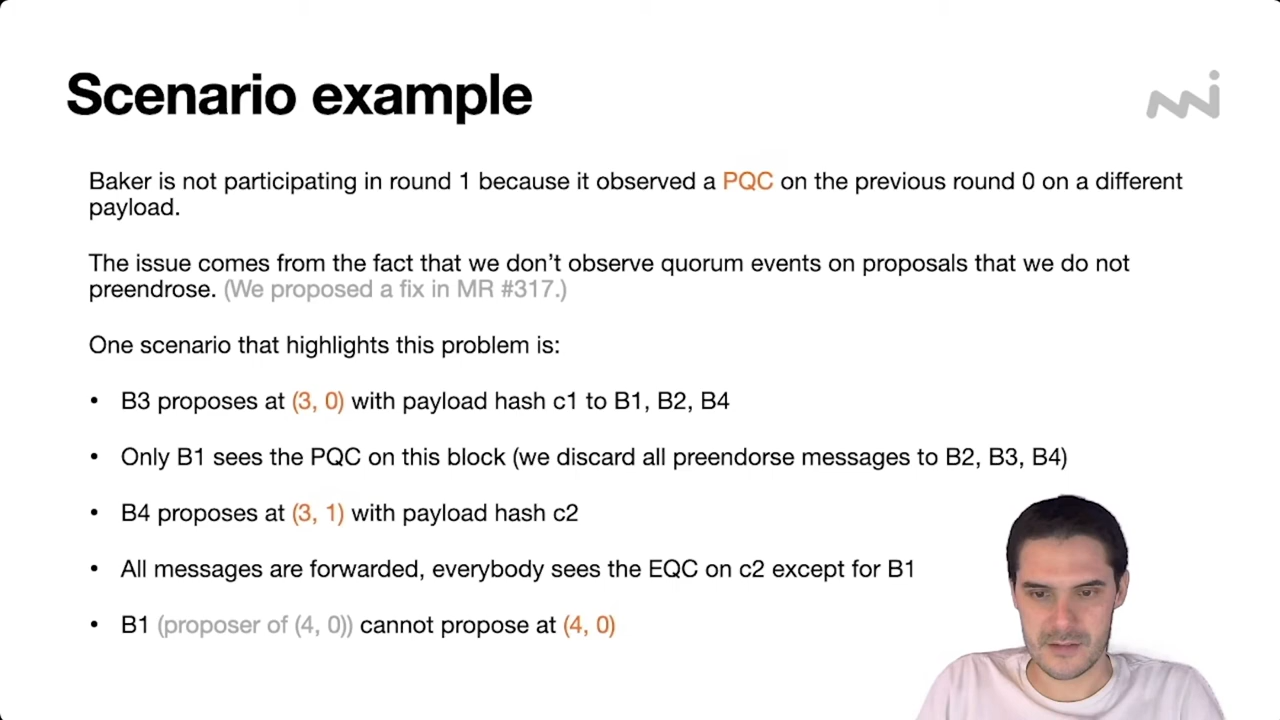 Scenario example
Baker is not participating in round 1 because it observed a PQC on the previous round 0 on a different
payload.
The issue comes from the fact that we don’t observe quorum events on proposals that we do not
preendrose. (We proposed a fix in MR #317.)
One scenario that highlights this problem is:
• B3 proposes at (3, 0) with payload hash c1 to B1, B2, B4
• Only B1 sees the PQC on this block (we discard all preendorse messages to B2, B3, B4)
• B4 proposes at (3, 1) with payload hash c2
• All messages are forwarded, everybody sees the EQC on c2 except for B1
• B1 (proposer of (4, 0)) cannot propose at (4, 0)